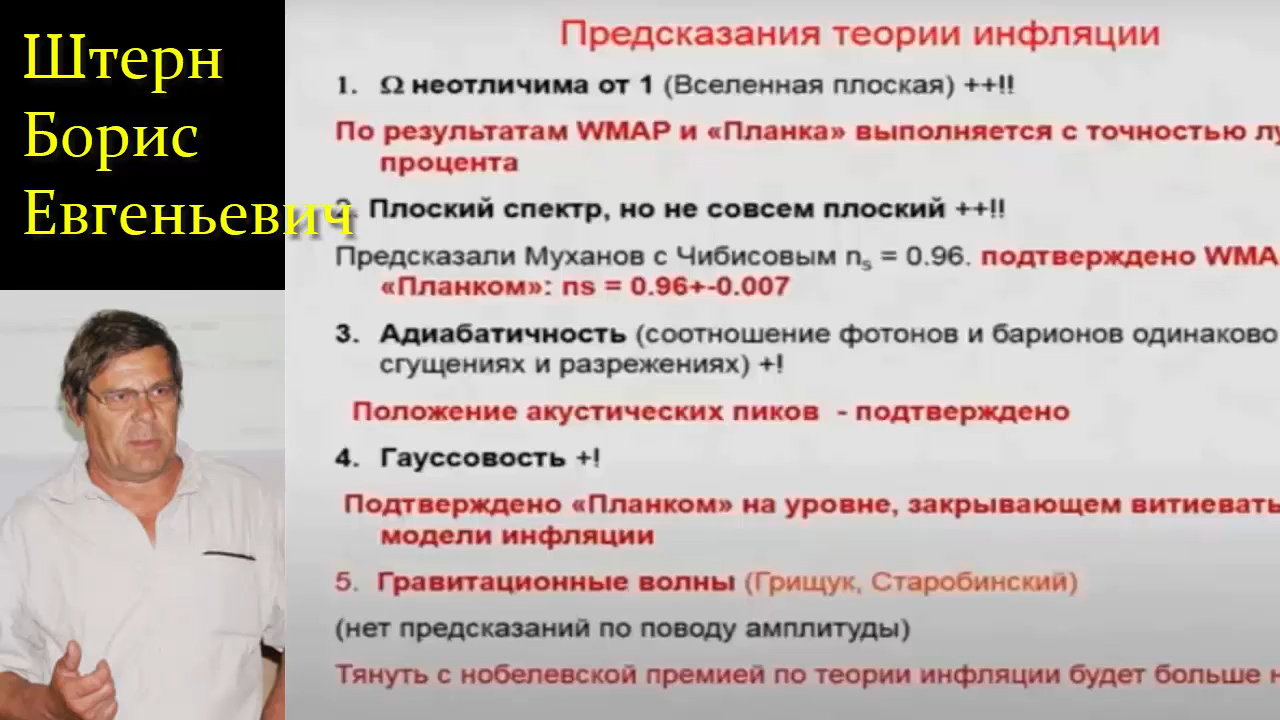 Штерн
Борис
Евгеньевич
Предсказания теории инфляции
1. Ω неотличима от 1 (Вселенная плоская) ++!!
По результатам WMAP и «Планка» выполняется с точностью
процента
Плоский спектр, но не совсем плоский ++!!
Предсказали Муханов с Чибисовым ns = 0.96. подтверждено
«Планком»: ns = 0.96+-0.007
3. Адиабатичность (соотношение фотонов и барионов одинаково
сгущениях и разрежениях) +!
Положение акустических пиков - подтверждено
4. Гауссовость +!
Подтверждено «Планком» на уровне, закрывающем
модели инфляции
5. Гравитационные волны (Грищук, Старобинский)
(нет предсказаний по поводу амплитуды)
Тянуть с нобелевской премией по теории инфляции будет больше